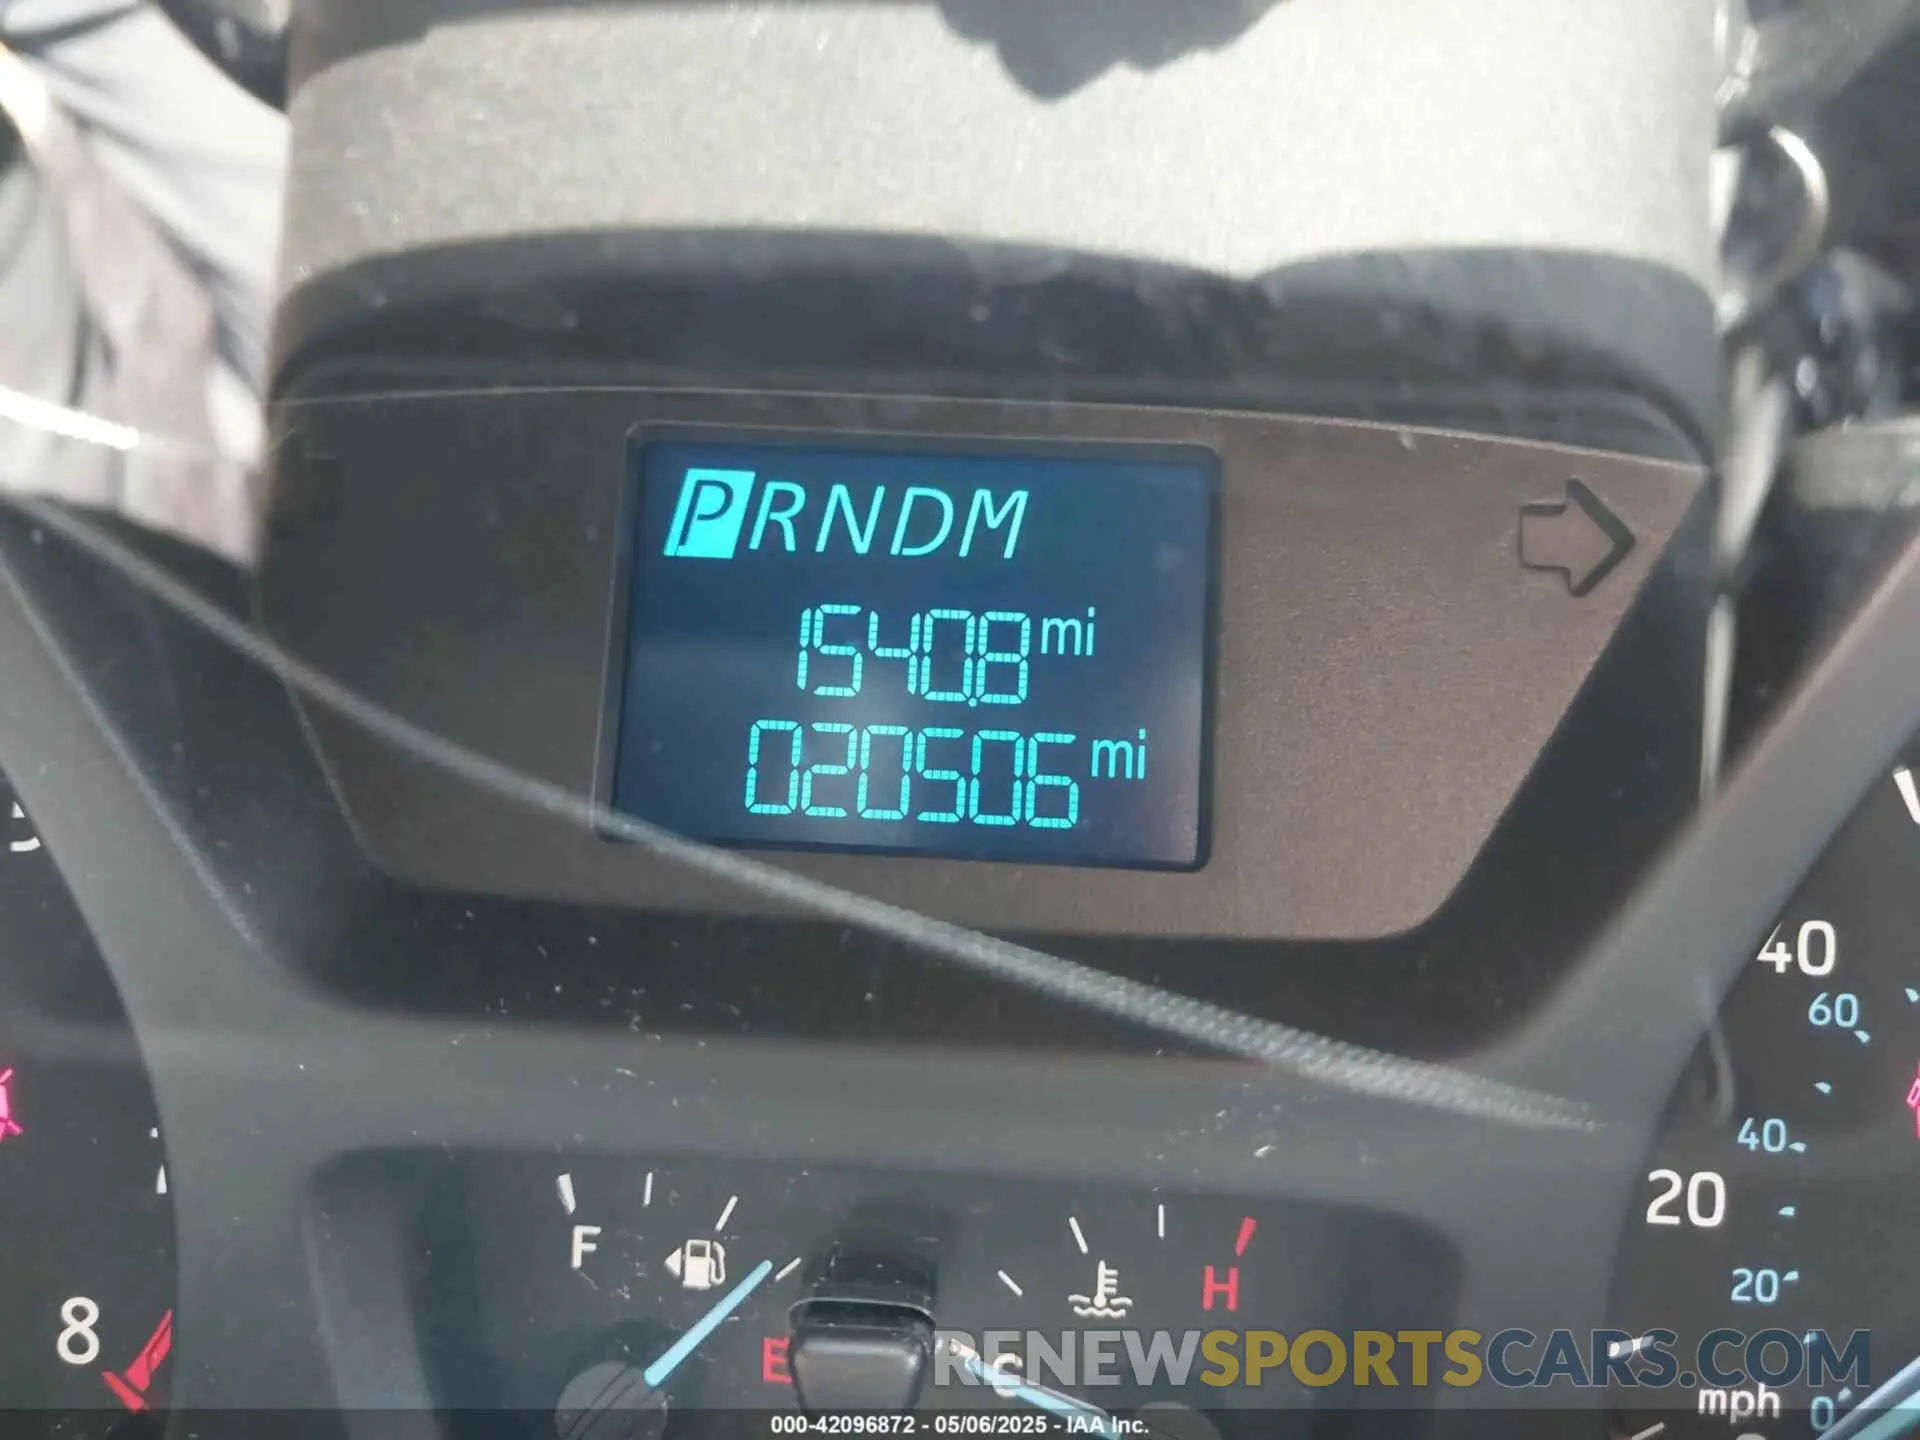 PRNDM
1540.8 mi
020506 mi
40
60
40
20
20
F
H
8
E
C
mph
0
RENEWSPORTSCARS.COM
000-42096872 - 05/06/2025 - IAA Inc.